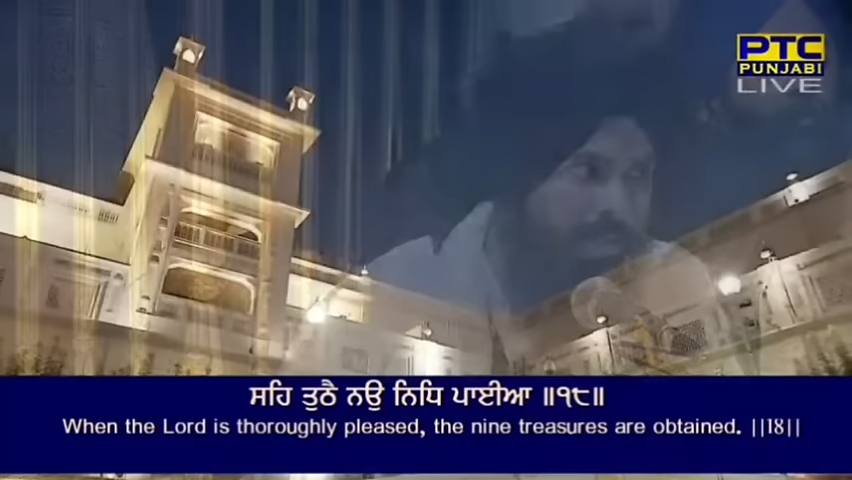 PTC
PUNJABI
LIVE
ਸਹਿ ਤੁਠੈ ਨਉ ਨਿਧਿ ਪਾਈਆ ॥੧੮॥
When the Lord is thoroughly pleased, the nine treasures are obtained. ||18||